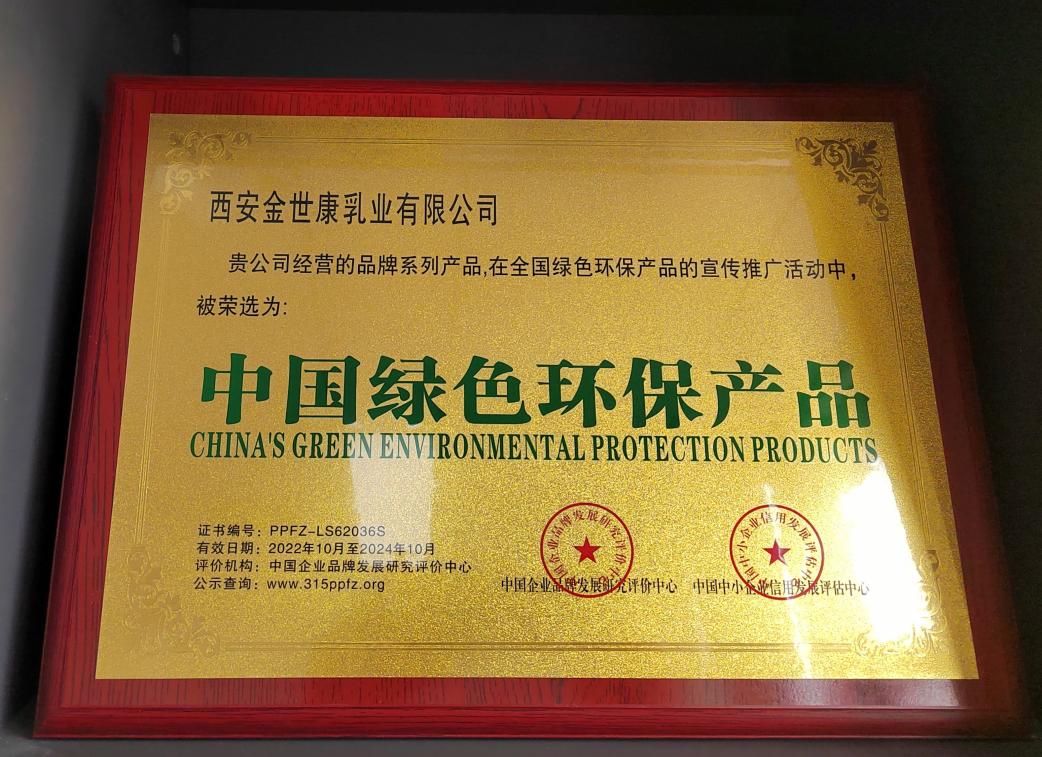 西安金世康乳业有限公司
贵公司经营的品牌系列产品,在全国绿色环保产品的宣传推广活动中，
被荣选为:
中国绿色环保产品
CHINA'S GREEN ENVIRONMENTAL PROTECTION PRODUCTS
证书编号：PPFZ-LS62036S
有效日期：2022年10月至2024年10月
评价机构：中国企业品牌发展研究评价中心
公示查询：www.315ppfz.org
中国企业品牌发展研究评价中心
中国中小企业信用发展评估中心